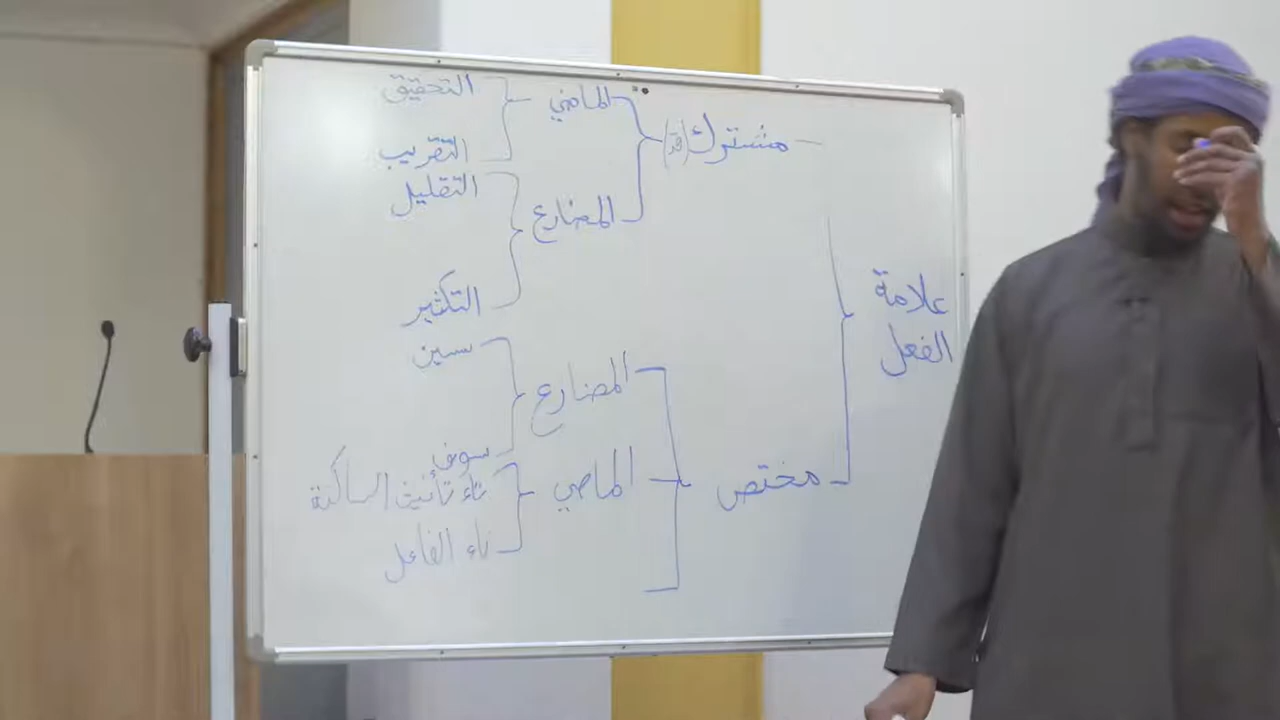 علامة
الفعل
مشترك (قد)
الماضي
التحقيق
التقريب
المضارع
التقليل
التكثير
مختص
المضارع
سين
سوف
الماضي
تاء تأنيث الساكنة
تاء الفاعل